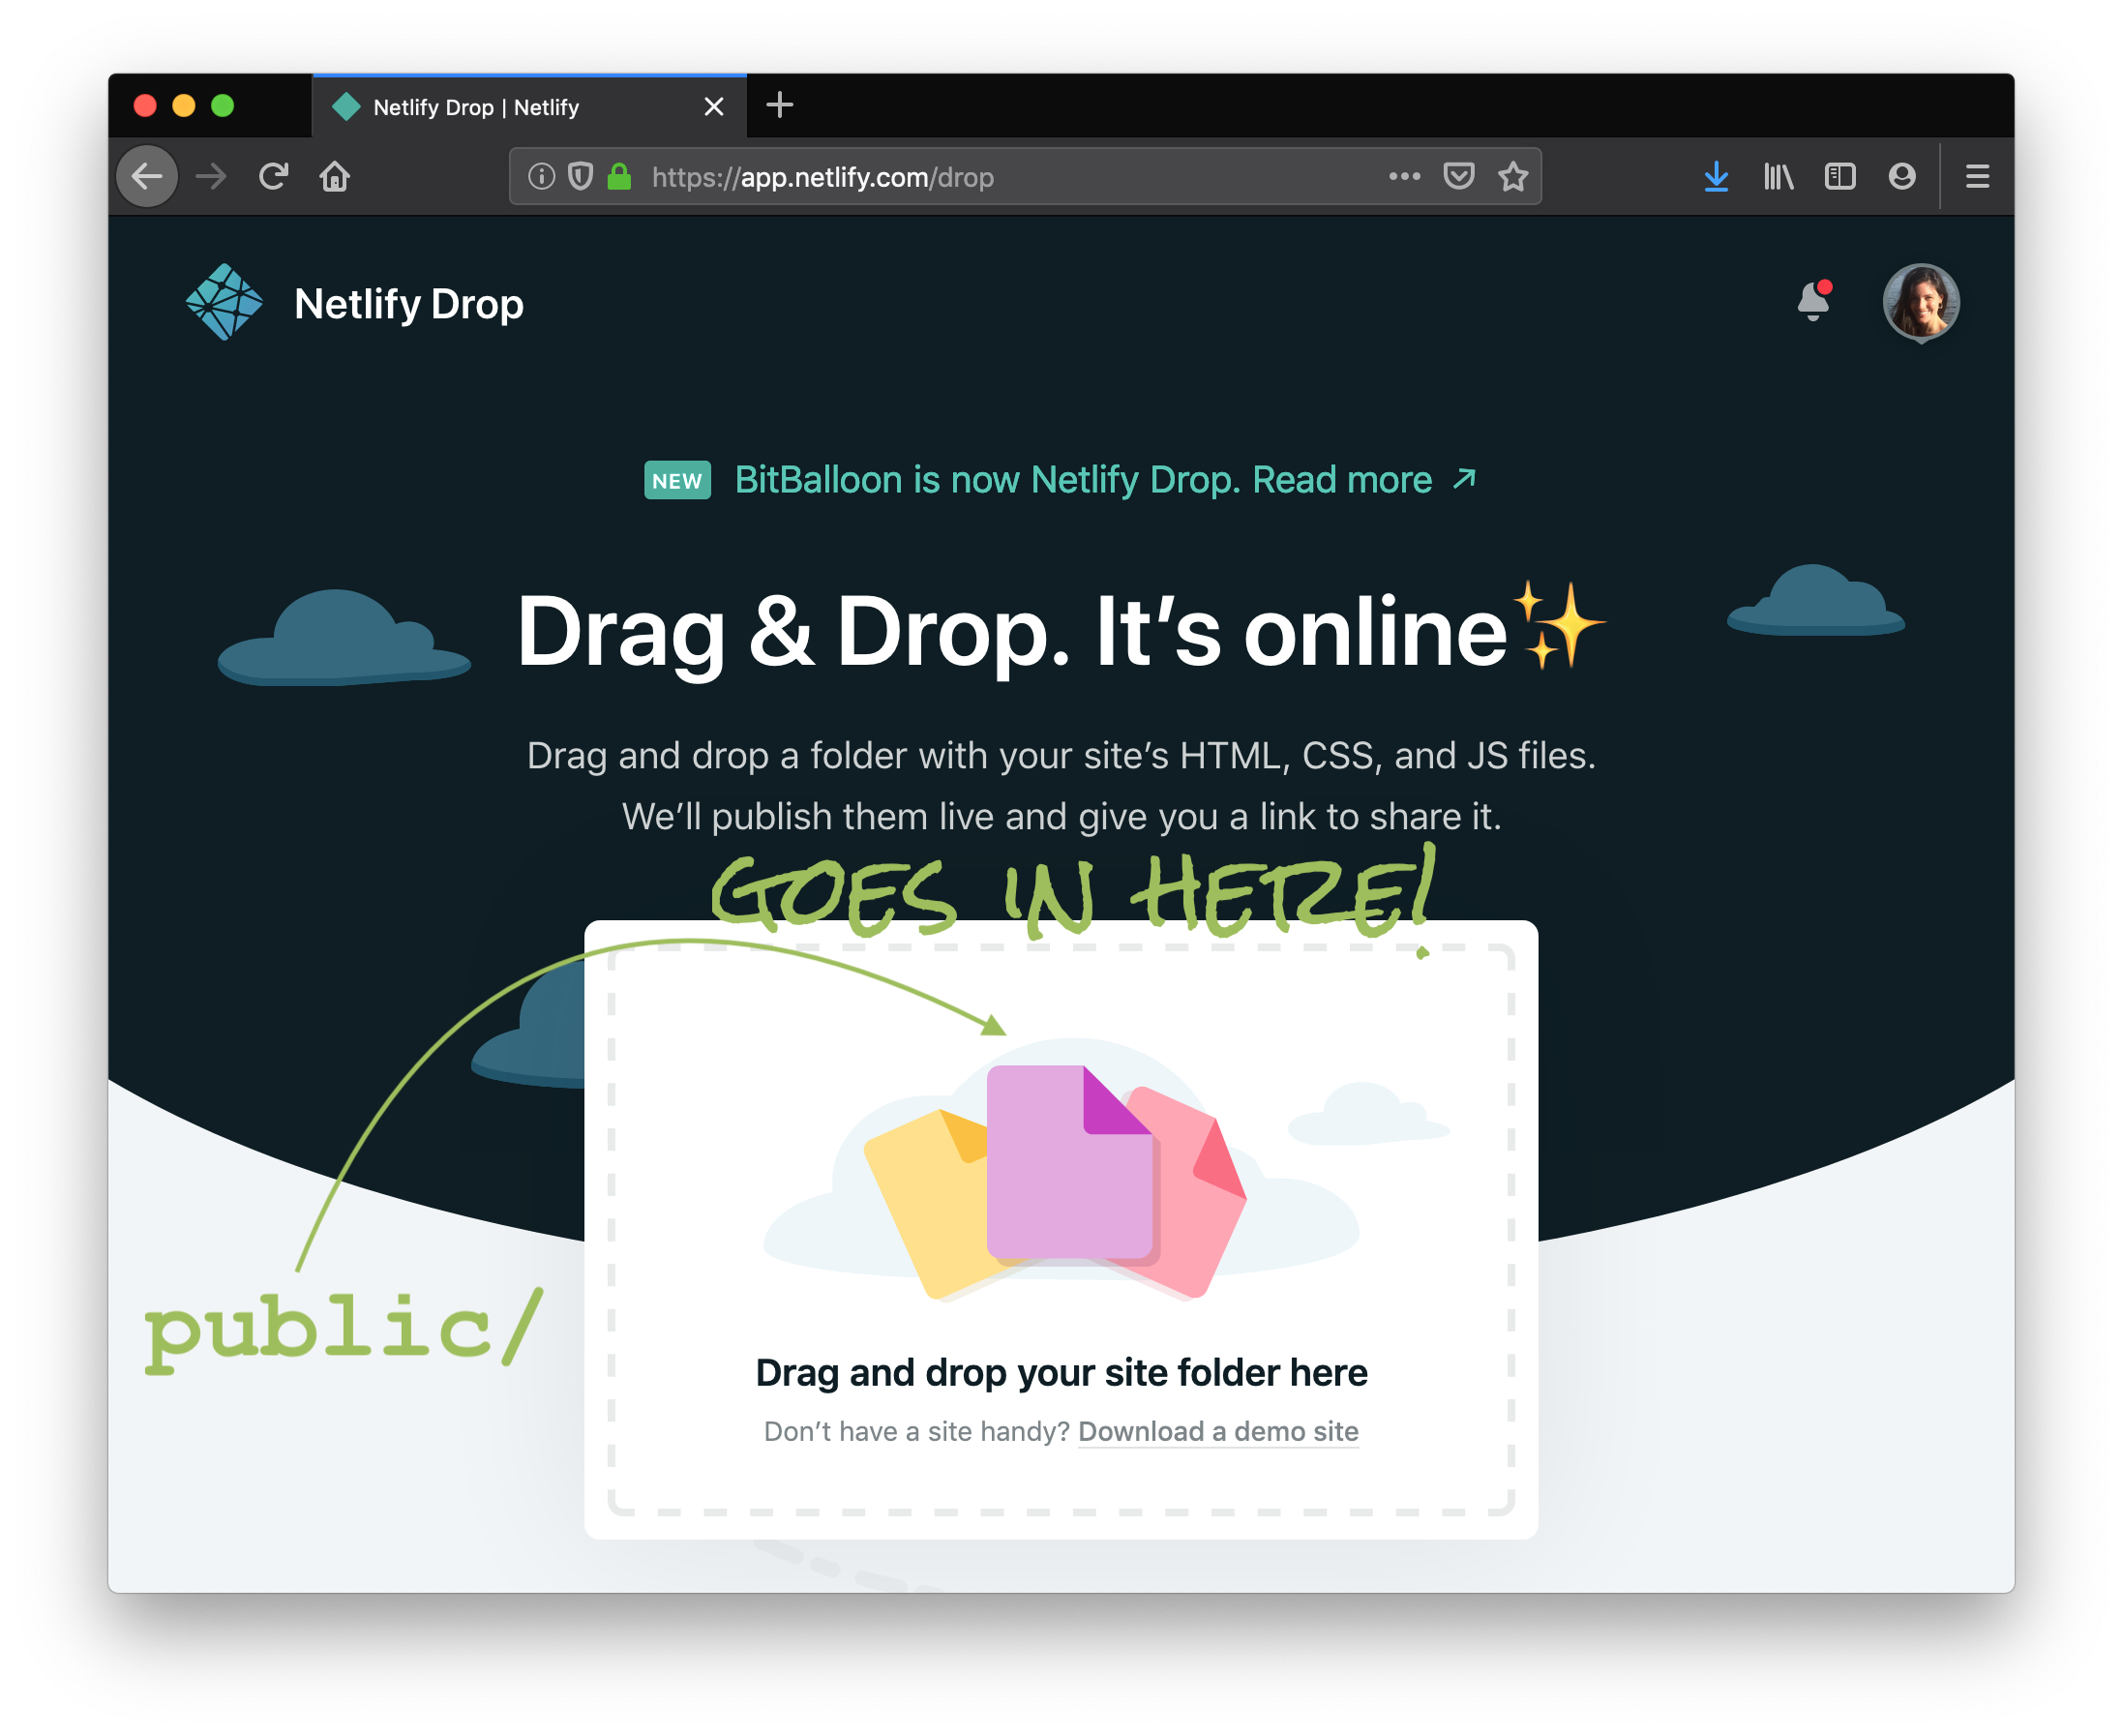 Netlify Drop | Netlify
https://app.netlify.com/drop
Netlify Drop
NEW BitBalloon is now Netlify Drop. Read more ↗
Drag & Drop. It’s online✨
Drag and drop a folder with your site’s HTML, CSS, and JS files.
We’ll publish them live and give you a link to share it.
GOES IN HERE!
public/
Drag and drop your site folder here
Don’t have a site handy? Download a demo site